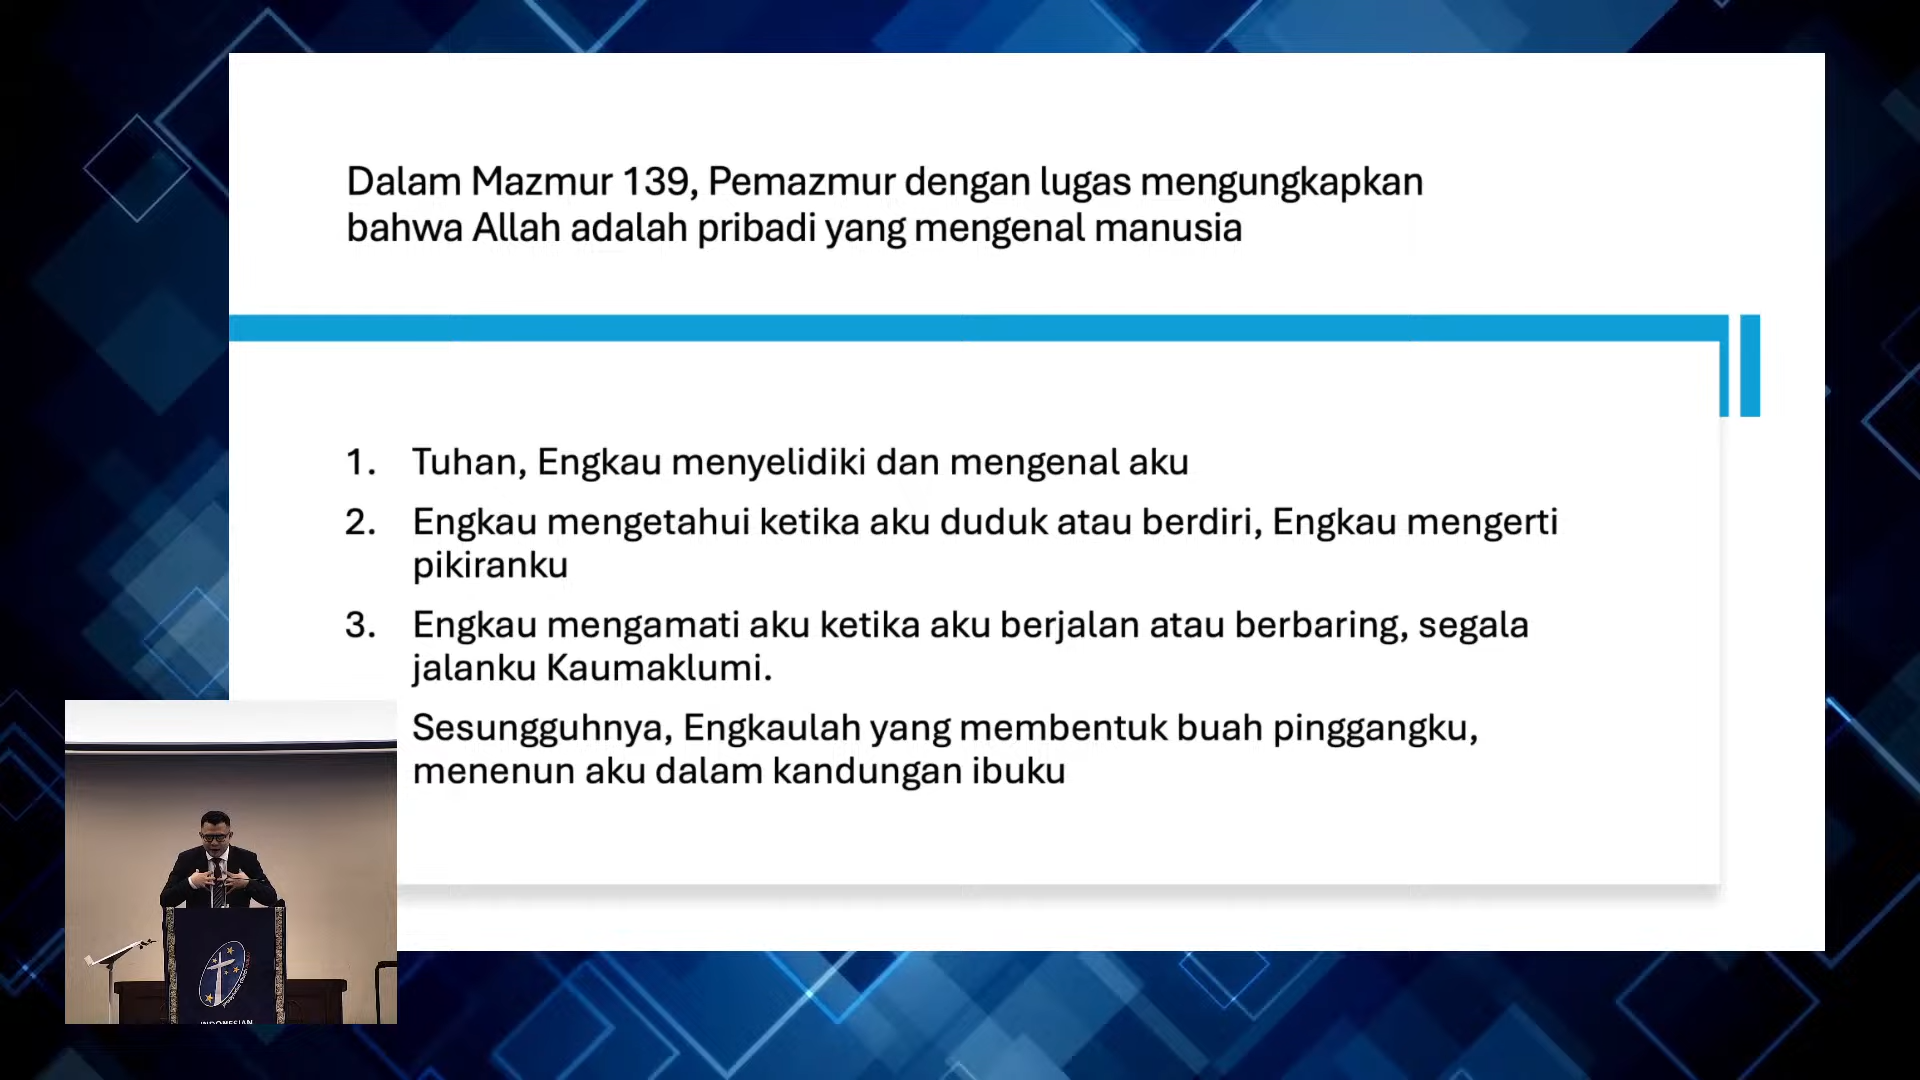 Dalam Mazmur 139, Pemazmur dengan lugas mengungkapkan
bahwa Allah adalah pribadi yang mengenal manusia
1. Tuhan, Engkau menyelidiki dan mengenal aku
2. Engkau mengetahui ketika aku duduk atau berdiri, Engkau mengerti
pikiranku
3. Engkau mengamati aku ketika aku berjalan atau berbaring, segala
jalanku Kaumaklumi.
Sesungguhnya, Engkaulah yang membentuk buah pinggangku,
menenun aku dalam kandungan ibuku
INDONESIAN